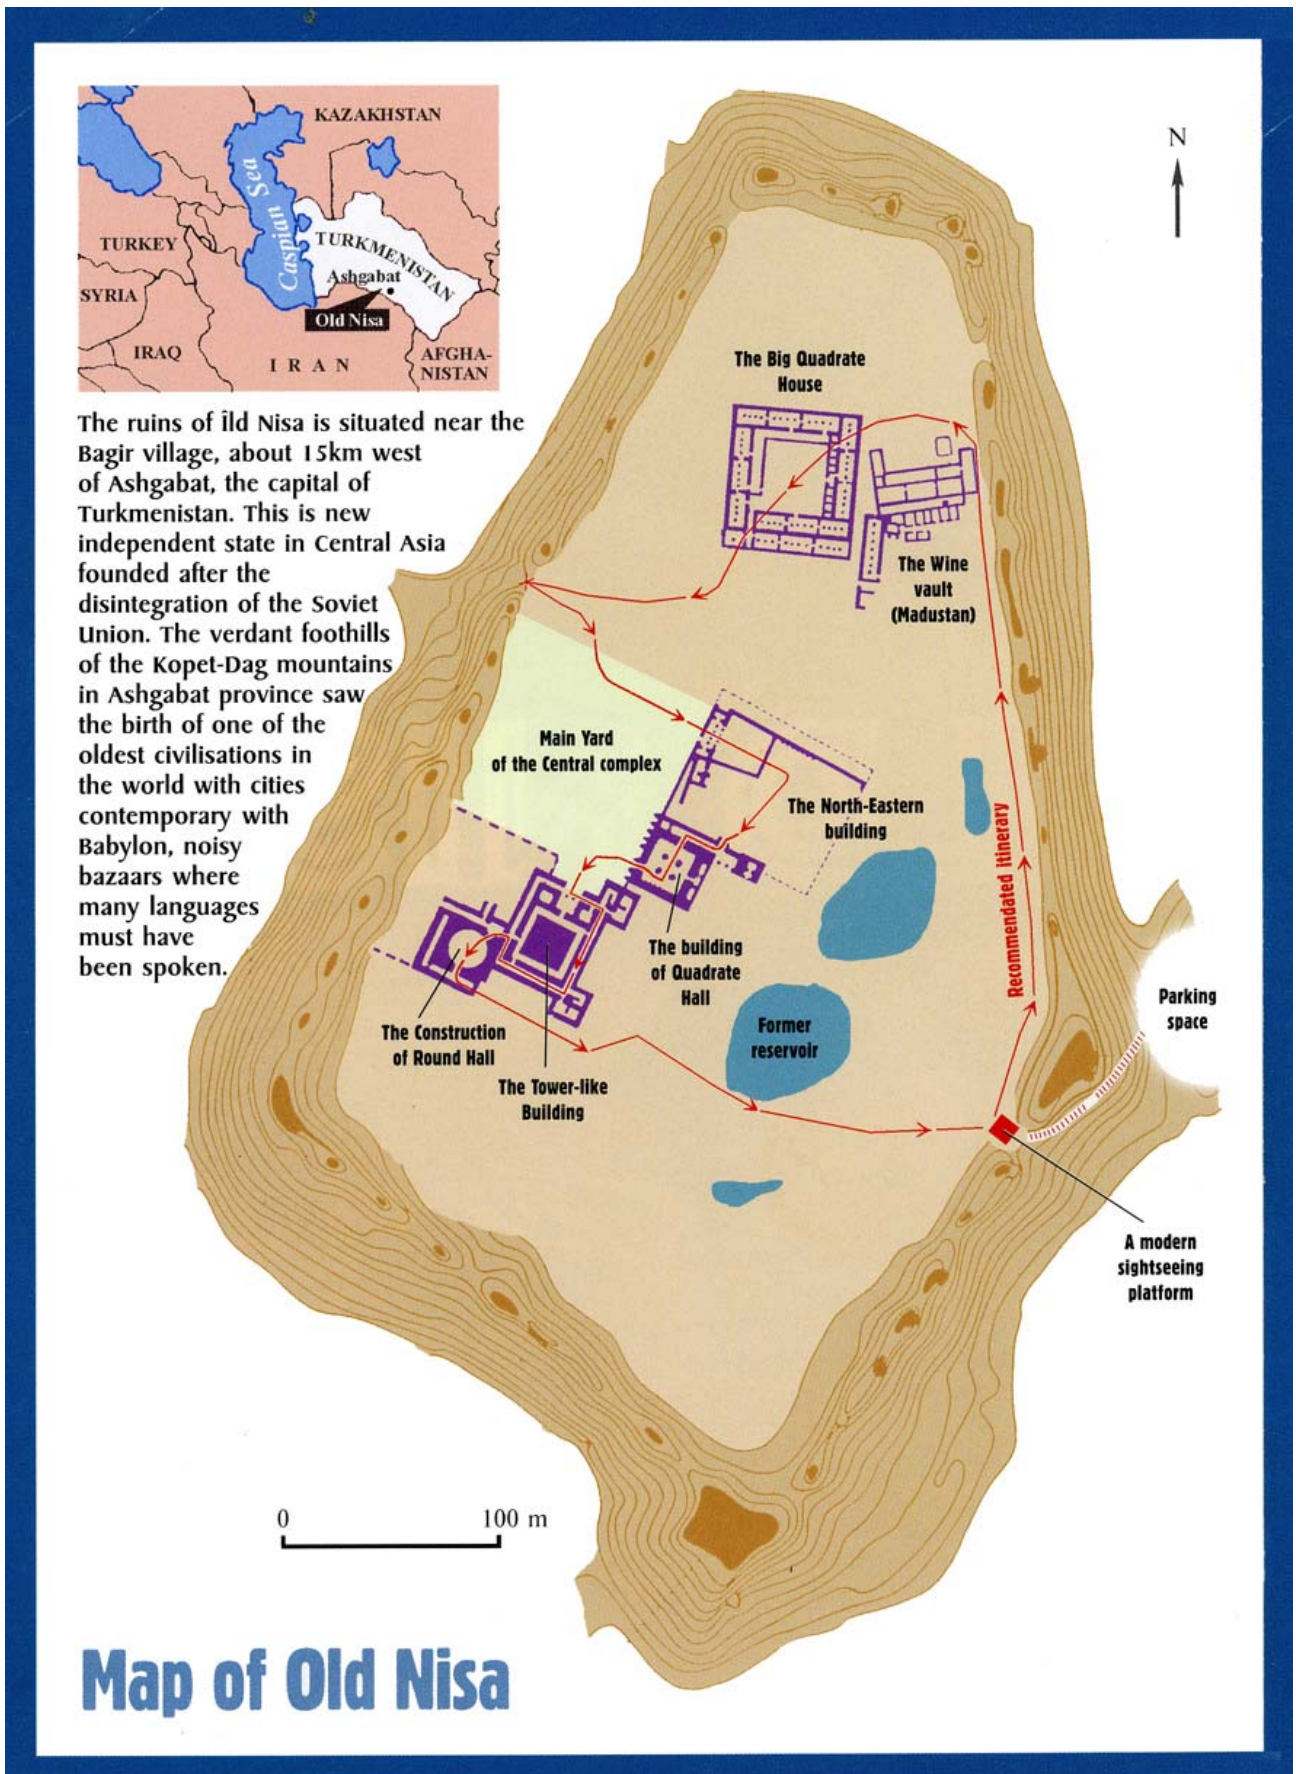 KAZAKHSTAN
Caspian Sea
TURKEY
TURKMENISTAN
Ashgabat
SYRIA
Old Nisa
IRAQ
IRAN
AFGHA-
NISTAN
N
The ruins of Îld Nisa is situated near the
Bagir village, about 15km west
of Ashgabat, the capital of
Turkmenistan. This is new
independent state in Central Asia
founded after the
disintegration of the Soviet
Union. The verdant foothills
of the Kopet-Dag mountains
in Ashgabat province saw
the birth of one of the
oldest civilisations in
the world with cities
contemporary with
Babylon, noisy
bazaars where
many languages
must have
been spoken.
The Big Quadrate
House
The Wine
vault
(Madustan)
Main Yard
of the Central complex
The North-Eastern
building
Recommendated itinerary
The building
of Quadrate
Hall
Parking
space
Former
reservoir
The Construction
of Round Hall
The Tower-like
Building
A modern
sightseeing
platform
0 100 m
Map of Old Nisa